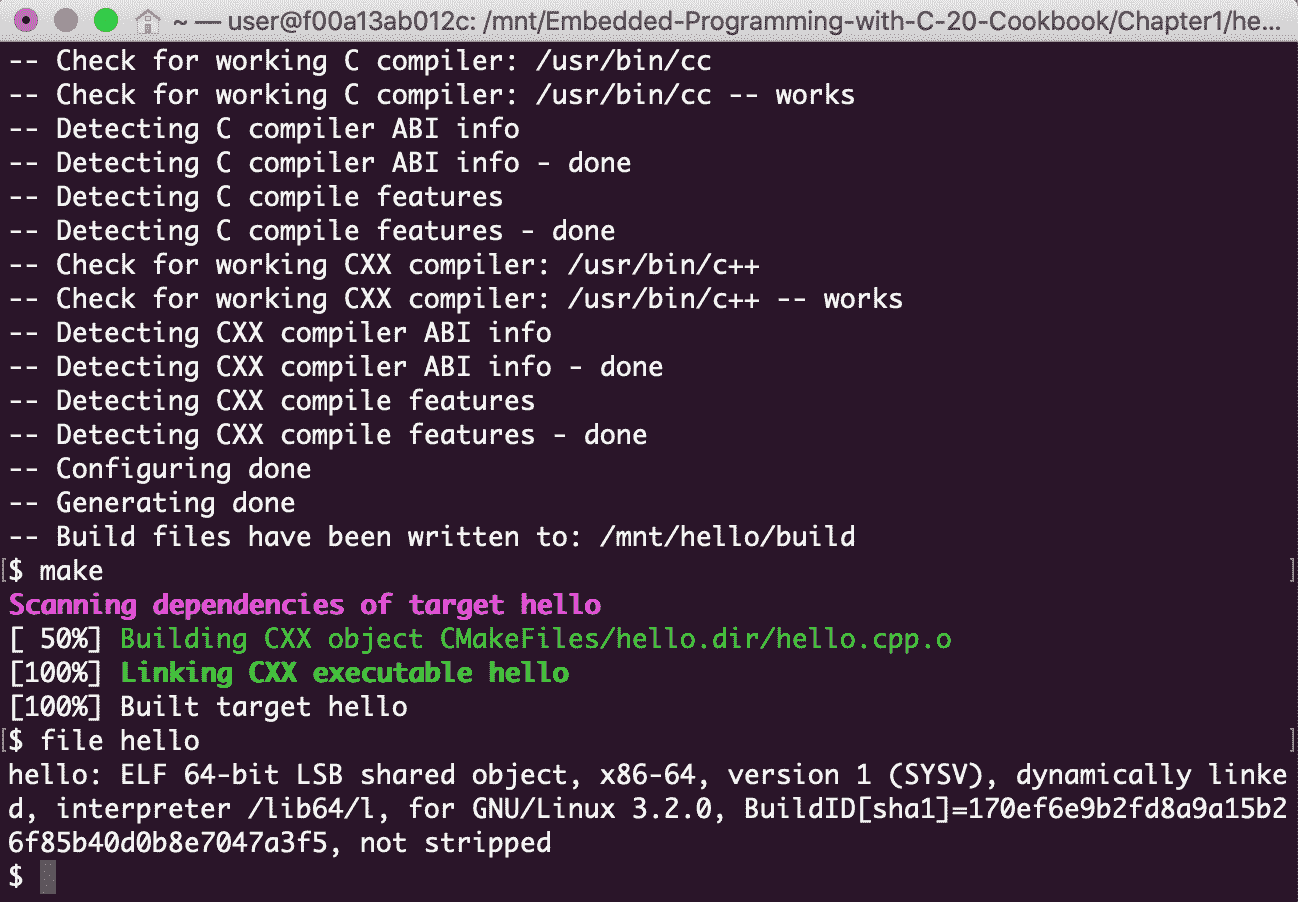 ~ — user@f00a13ab012c: /mnt/Embedded-Programming-with-C-20-Cookbook/Chapter1/he...
-- Check for working C compiler: /usr/bin/cc
-- Check for working C compiler: /usr/bin/cc -- works
-- Detecting C compiler ABI info
-- Detecting C compiler ABI info - done
-- Detecting C compile features
-- Detecting C compile features - done
-- Check for working CXX compiler: /usr/bin/c++
-- Check for working CXX compiler: /usr/bin/c++ -- works
-- Detecting CXX compiler ABI info
-- Detecting CXX compiler ABI info - done
-- Detecting CXX compile features
-- Detecting CXX compile features - done
-- Configuring done
-- Generating done
-- Build files have been written to: /mnt/hello/build
[$ make ]
Scanning dependencies of target hello
[ 50%] Building CXX object CMakeFiles/hello.dir/hello.cpp.o
[100%] Linking CXX executable hello
[100%] Built target hello
[$ file hello ]
hello: ELF 64-bit LSB shared object, x86-64, version 1 (SYSV), dynamically linke
d, interpreter /lib64/l, for GNU/Linux 3.2.0, BuildID[sha1]=170ef6e9b2fd8a9a15b2
6f85b40d0b8e7047a3f5, not stripped
$